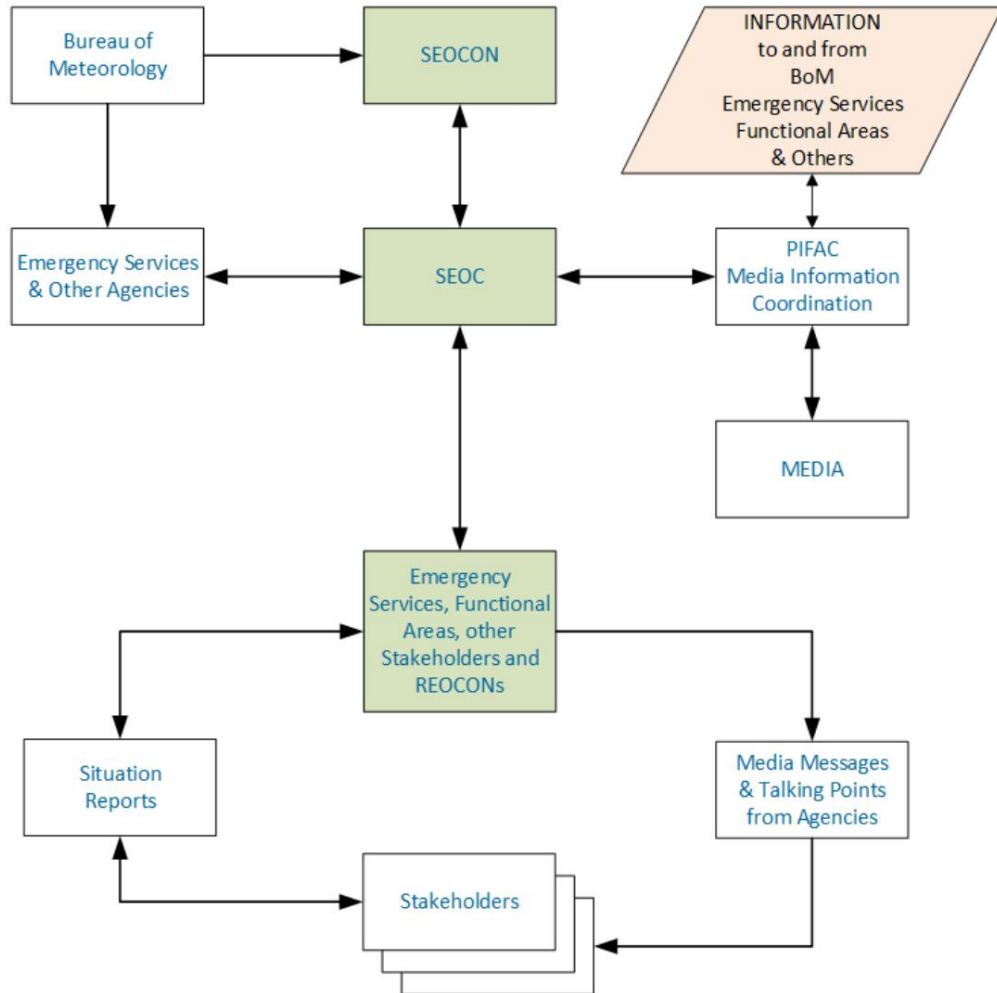 Bureau of
Meteorology
SEOCON
INFORMATION
to and from
BoM
Emergency Services
Functional Areas
& Others
Emergency Services
& Other Agencies
SEOC
PIFAC
Media Information
Coordination
MEDIA
Emergency
Services, Functional
Areas, other
Stakeholders and
REOCONs
Situation
Reports
Media Messages
& Talking Points
from Agencies
Stakeholders